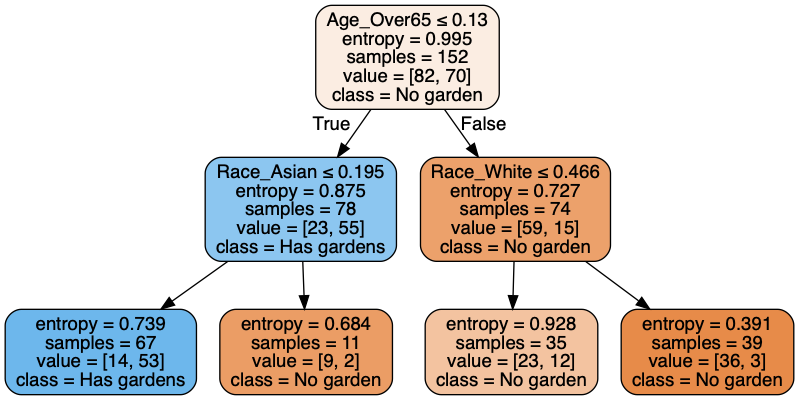 Age_Over65 ≤ 0.13
entropy = 0.995
samples = 152
value = [82, 70]
class = No garden
True
False
Race_Asian ≤ 0.195
entropy = 0.875
samples = 78
value = [23, 55]
class = Has gardens
Race_White ≤ 0.466
entropy = 0.727
samples = 74
value = [59, 15]
class = No garden
entropy = 0.739
samples = 67
value = [14, 53]
class = Has gardens
entropy = 0.684
samples = 11
value = [9, 2]
class = No garden
entropy = 0.928
samples = 35
value = [23, 12]
class = No garden
entropy = 0.391
samples = 39
value = [36, 3]
class = No garden